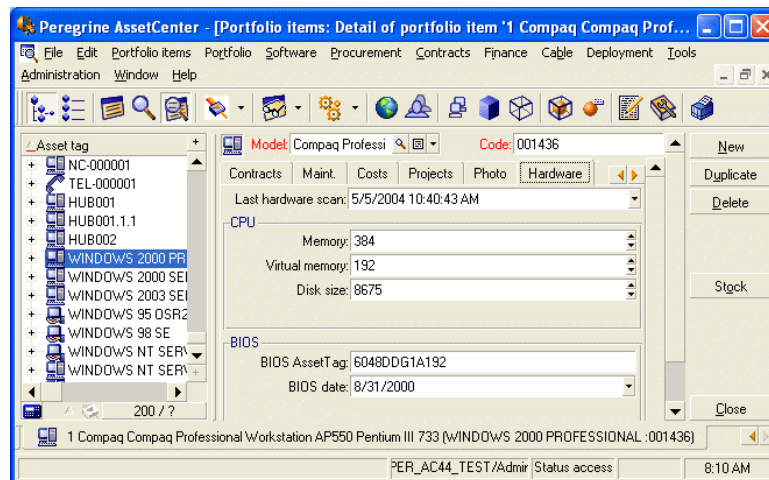 Peregrine AssetCenter - [Portfolio items: Detail of portfolio item '1 Compaq Compaq Prof...
File Edit Portfolio items Portfolio Software Procurement Contracts Finance Cable Deployment Tools
Administration Window Help
Asset tag
NC-000001
TEL-000001
HUB001
HUB001.1.1
HUB002
WINDOWS 2000 PR
WINDOWS 2000 SEI
WINDOWS 2003 SEI
WINDOWS 95 OSR2
WINDOWS 98 SE
WINDOWS NT SERV
WINDOWS NT SERV
200 / ?
Model: Compaq Professi Code: 001436
Contracts Maint. Costs Projects Photo Hardware
Last hardware scan: 5/5/2004 10:40:43 AM
CPU
Memory: 384
Virtual memory: 192
Disk size: 8675
BIOS
BIOS AssetTag: 6048DDG1A192
BIOS date: 8/31/2000
New
Duplicate
Delete
Stock
Close
1 Compaq Compaq Professional Workstation AP550 Pentium III 733 (WINDOWS 2000 PROFESSIONAL :001436)
PER_AC44_TEST/Admir Status access 8:10 AM